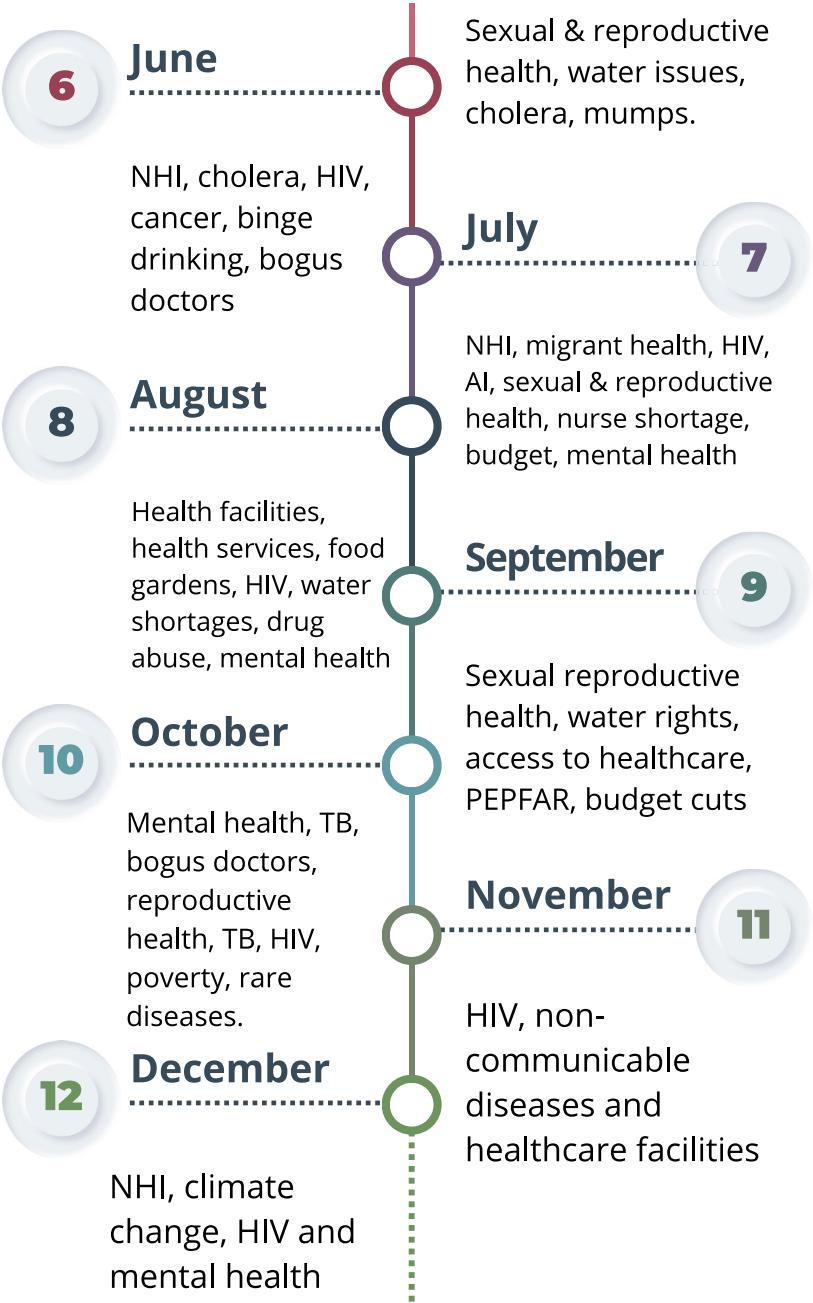 Sexual & reproductive
health, water issues,
cholera, mumps.
6
June
NHI, cholera, HIV,
cancer, binge
drinking, bogus
doctors
July
7
NHI, migrant health, HIV,
AI, sexual & reproductive
health, nurse shortage,
budget, mental health
8
August
Health facilities,
health services, food
gardens, HIV, water
shortages, drug
abuse, mental health
September
9
Sexual reproductive
health, water rights,
access to healthcare,
PEPFAR, budget cuts
10
October
Mental health, TB,
bogus doctors,
reproductive
health, TB, HIV,
poverty, rare
diseases.
November
11
HIV, non-
communicable
diseases and
healthcare facilities
12
December
NHI, climate
change, HIV and
mental health